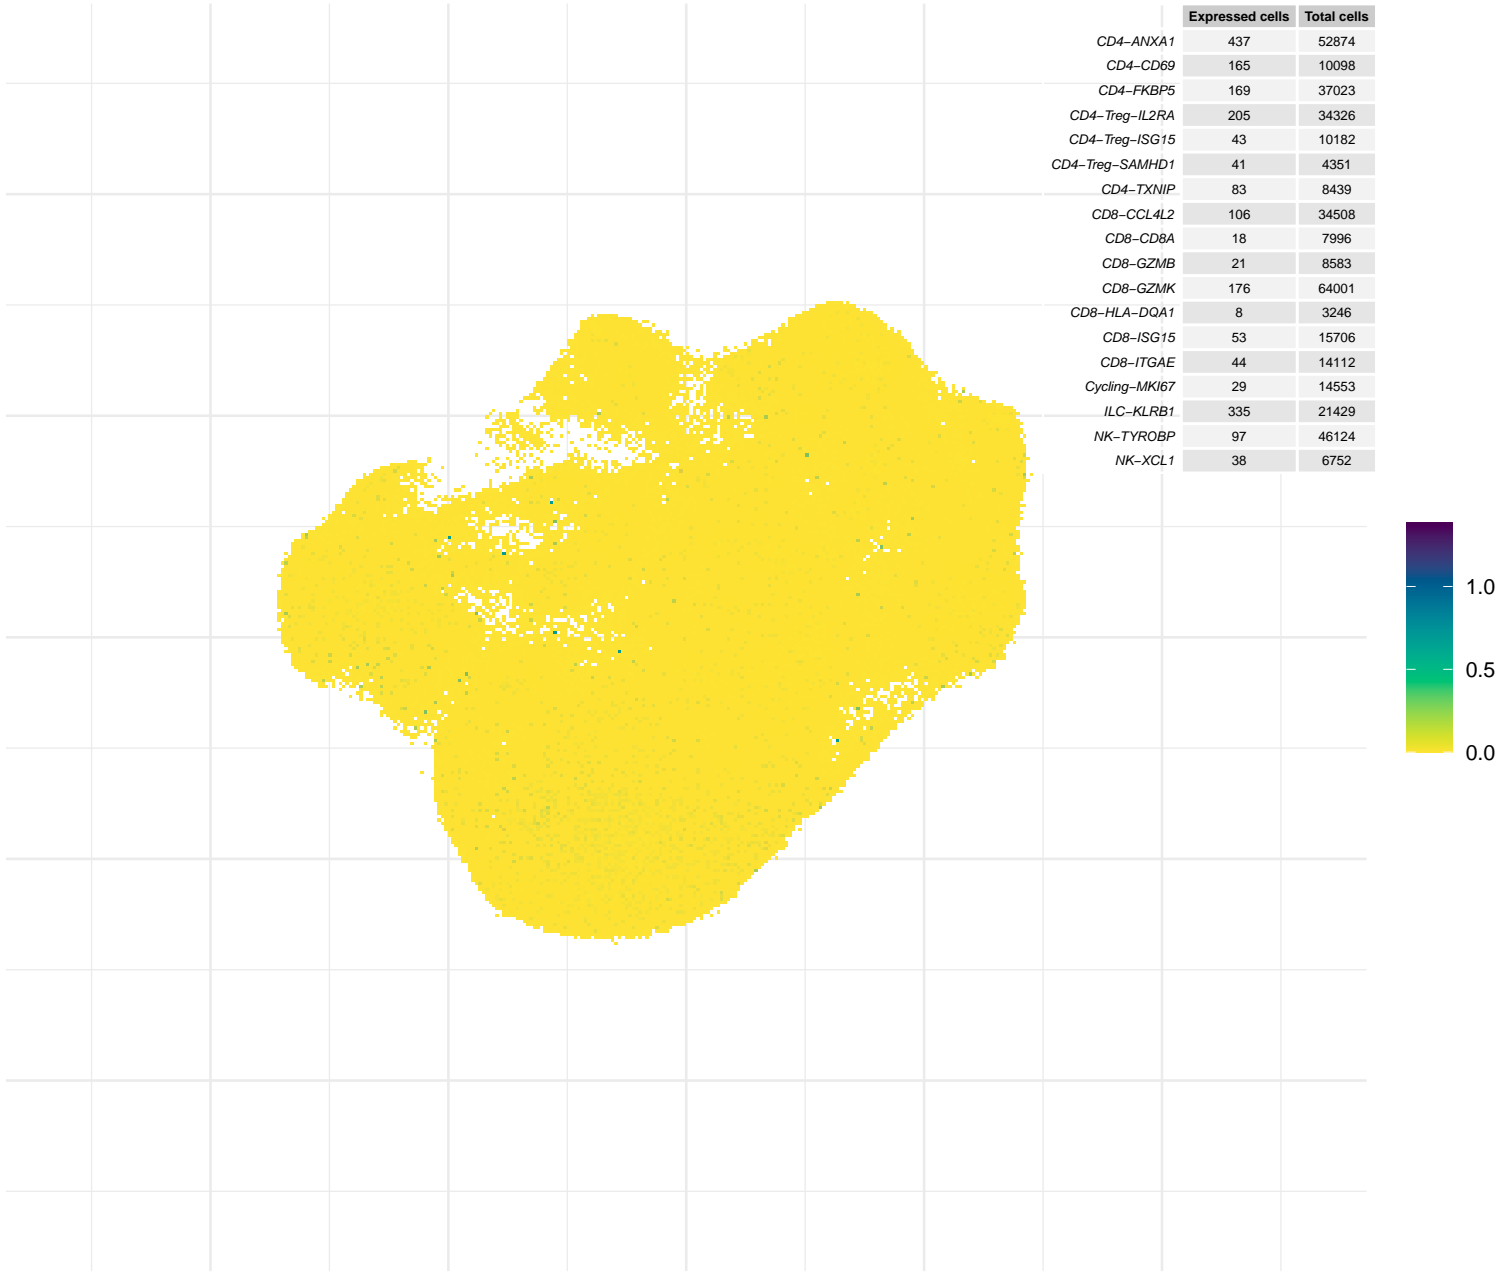 Expressed cells Total cells
CD4−ANXA1 437 52874
CD4−CD69 165 10098
CD4−FKBP5 169 37023
CD4−Treg−IL2RA 205 34326
CD4−Treg−ISG15 43 10182
CD4−Treg−SAMHD1 41 4351
CD4−TXNIP 83 8439
CD8−CCL4L2 106 34508
CD8−CD8A 18 7996
CD8−GZMB 21 8583
CD8−GZMK 176 64001
CD8−HLA−DQA1 8 3246
CD8−ISG15 53 15706
CD8−ITGAE 44 14112
Cycling−MKI67 29 14553
ILC−KLRB1 335 21429
NK−TYROBP 97 46124
NK−XCL1 38 6752
1.0
0.5
0.0